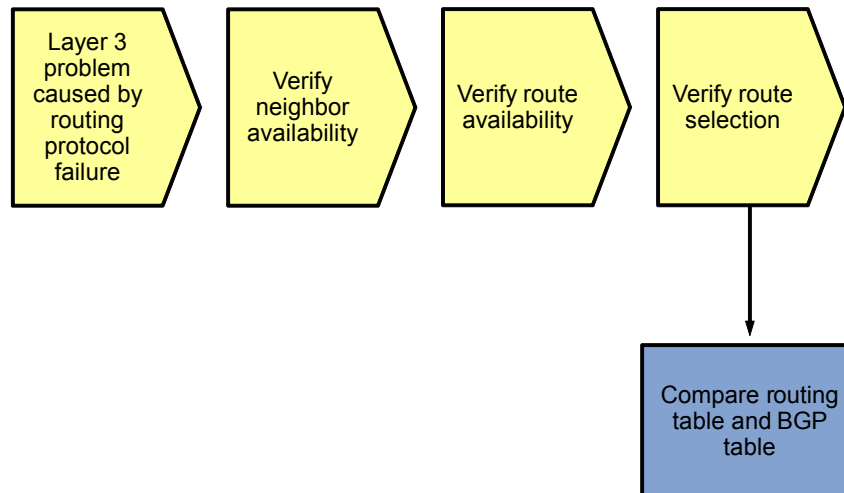 Layer 3
problem
caused by
routing
protocol
failure
Verify
neighbor
availability
Verify route
availability
Verify route
selection
Compare routing
table and BGP
table